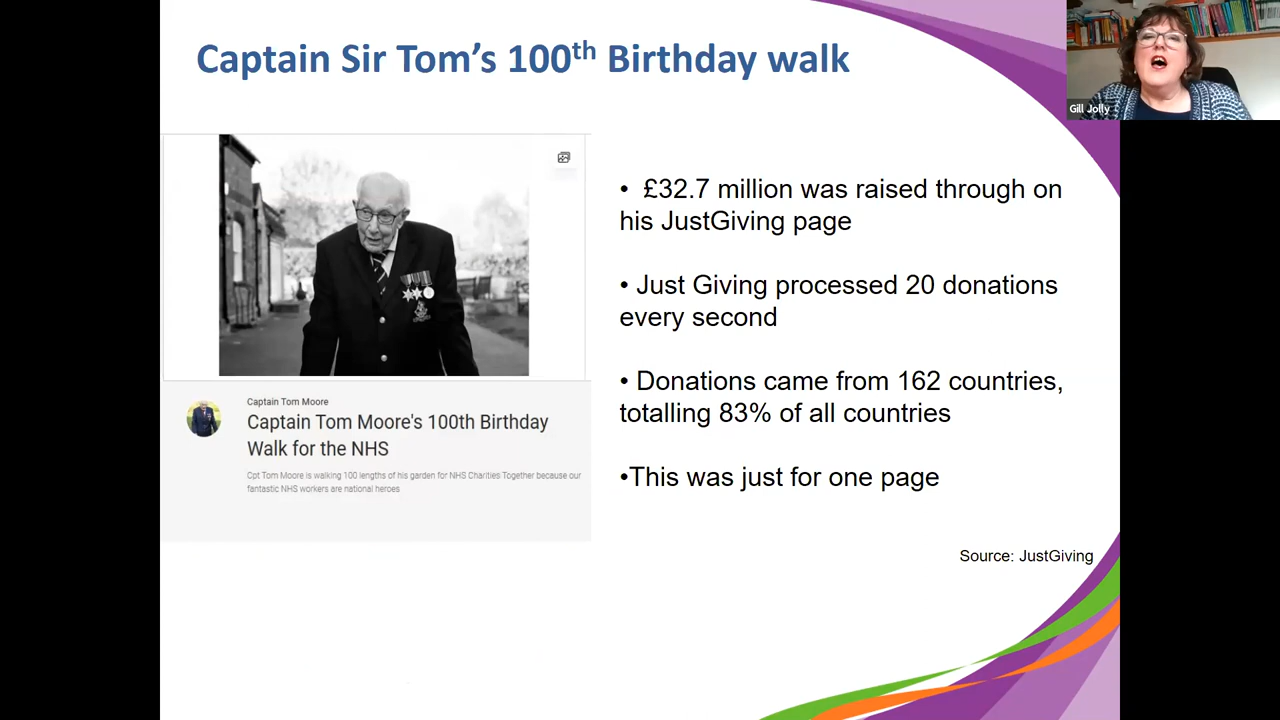 Captain Sir Tom’s 100th Birthday walk
Gill Jolly
• £32.7 million was raised through on
his JustGiving page
• Just Giving processed 20 donations
every second
• Donations came from 162 countries,
totalling 83% of all countries
•This was just for one page
Captain Tom Moore
Captain Tom Moore's 100th Birthday
Walk for the NHS
Cpt Tom Moore is walking 100 lengths of his garden for NHS Charities Together because our
fantastic NHS workers are national heroes
Source: JustGiving